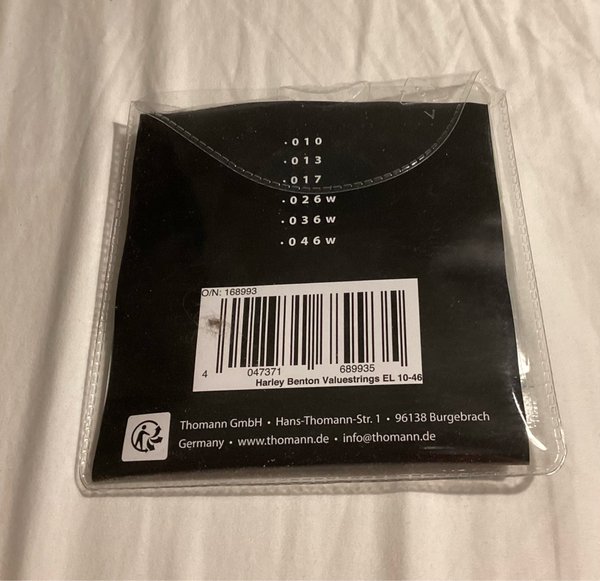 .010
.013
.017
.026w
.036w
.046w
O/N: 168993
4 047371 689935
Harley Benton Valuestrings EL 10-46
Thomann GmbH • Hans-Thomann-Str. 1 • 96138 Burgebrach
Germany • www.thomann.de • info@thomann.de